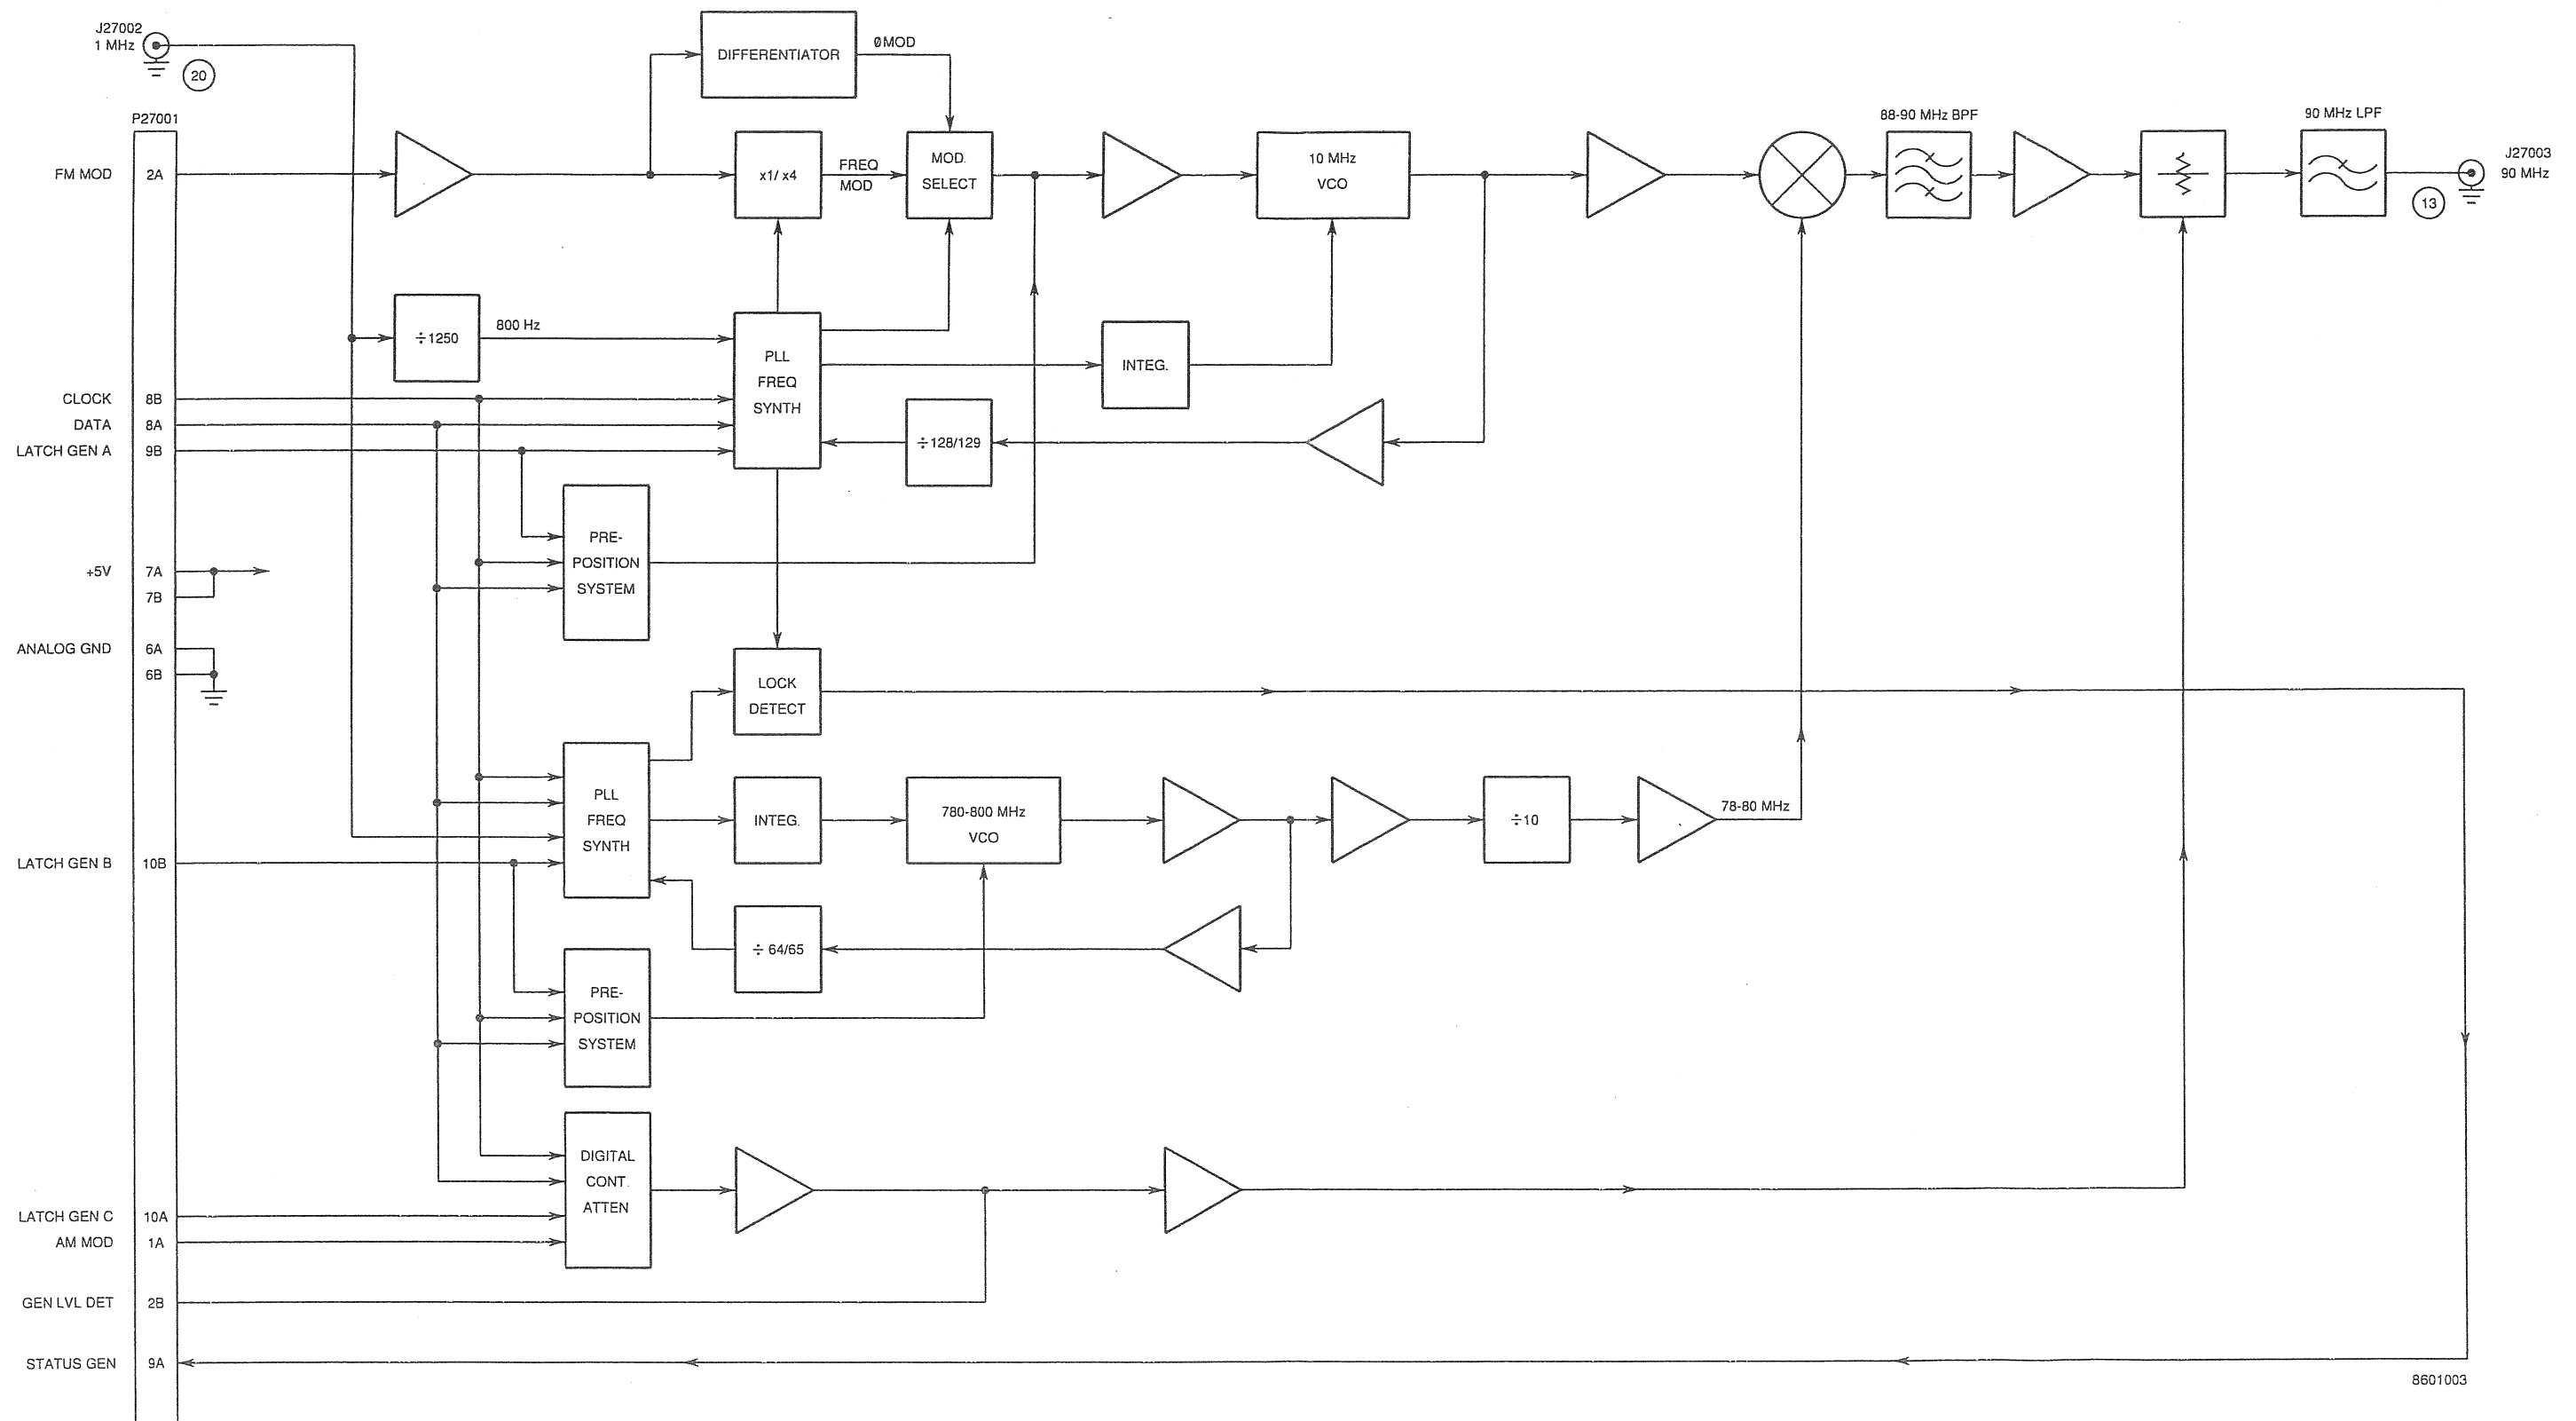 J27002
1 MHz
20
DIFFERENTIATOR
ØMOD
P27001
FM MOD
2A
x1/ x4
FREQ
MOD
MOD.
SELECT
10 MHz
VCO
88-90 MHz BPF
90 MHz LPF
J27003
90 MHz
13
÷1250
800 Hz
PLL
FREQ
SYNTH
INTEG.
÷128/129
CLOCK
8B
DATA
8A
LATCH GEN A
9B
PRE-
POSITION
SYSTEM
+5V
7A
7B
ANALOG GND
6A
6B
LOCK
DETECT
PLL
FREQ
SYNTH
INTEG.
780-800 MHz
VCO
÷10
78-80 MHz
LATCH GEN B
10B
÷ 64/65
PRE-
POSITION
SYSTEM
DIGITAL
CONT.
ATTEN
LATCH GEN C
10A
AM MOD
1A
GEN LVL DET
2B
STATUS GEN
9A
8601003